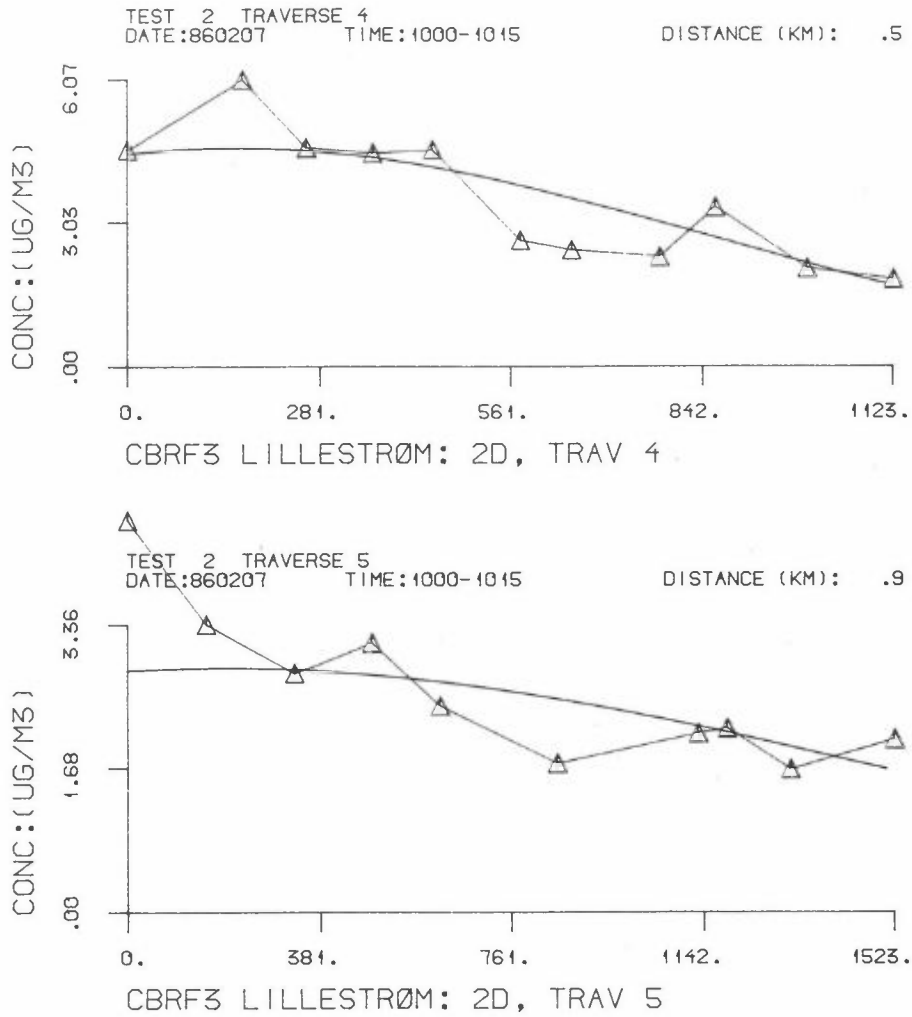 TEST 2 TRAVERSE 4
DATE:860207 TIME:1000-1015 DISTANCE (KM): .5
6.07
3.03
.00
CONC:(UG/M3)
0. 281. 561. 842. 1123.
CBRF3 LILLESTRØM: 2D, TRAV 4
TEST 2 TRAVERSE 5
DATE:860207 TIME:1000-1015 DISTANCE (KM): .9
3.36
1.68
.00
CONC:(UG/M3)
0. 381. 761. 1142. 1523.
CBRF3 LILLESTRØM: 2D, TRAV 5